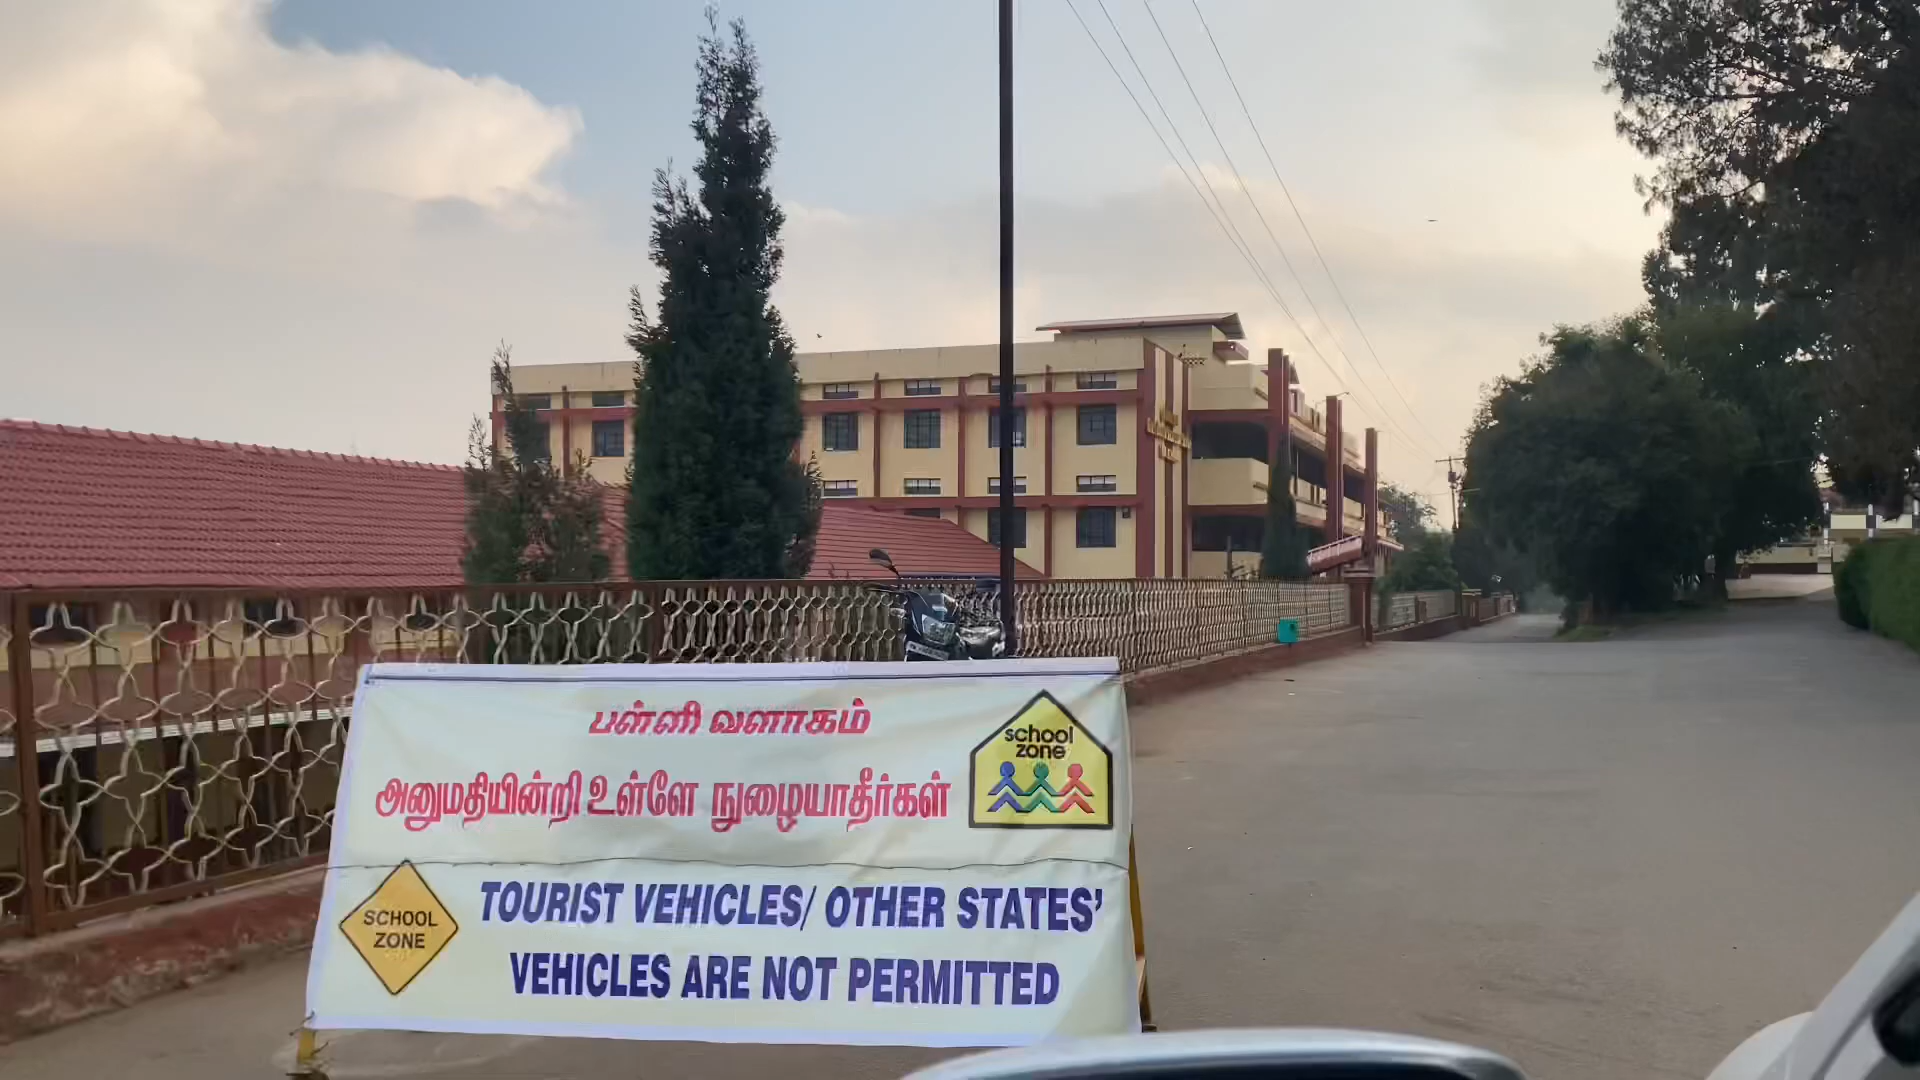 பள்ளி வளாகம்
school
zone
அனுமதியின்றி உள்ளே நுழையாதீர்கள்
SCHOOL
ZONE
TOURIST VEHICLES/ OTHER STATES'
VEHICLES ARE NOT PERMITTED